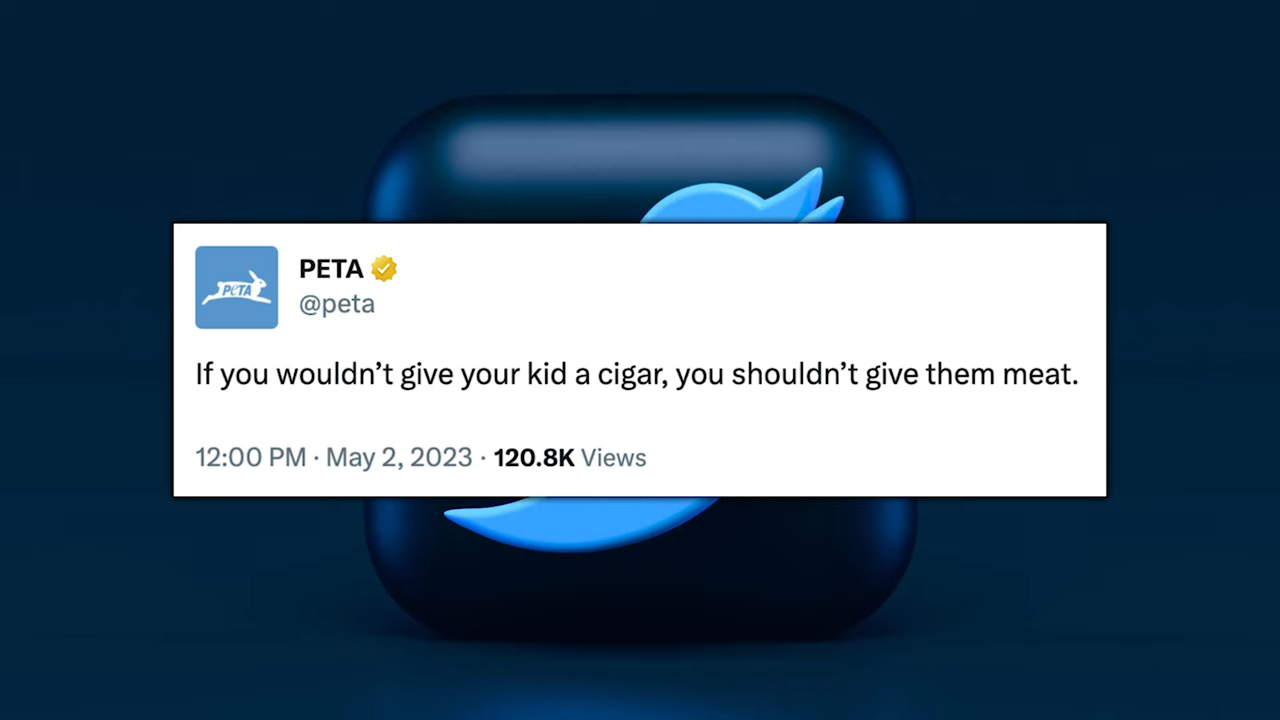 PETA
PETA
@peta
If you wouldn’t give your kid a cigar, you shouldn’t give them meat.
12:00 PM · May 2, 2023 · 120.8K Views